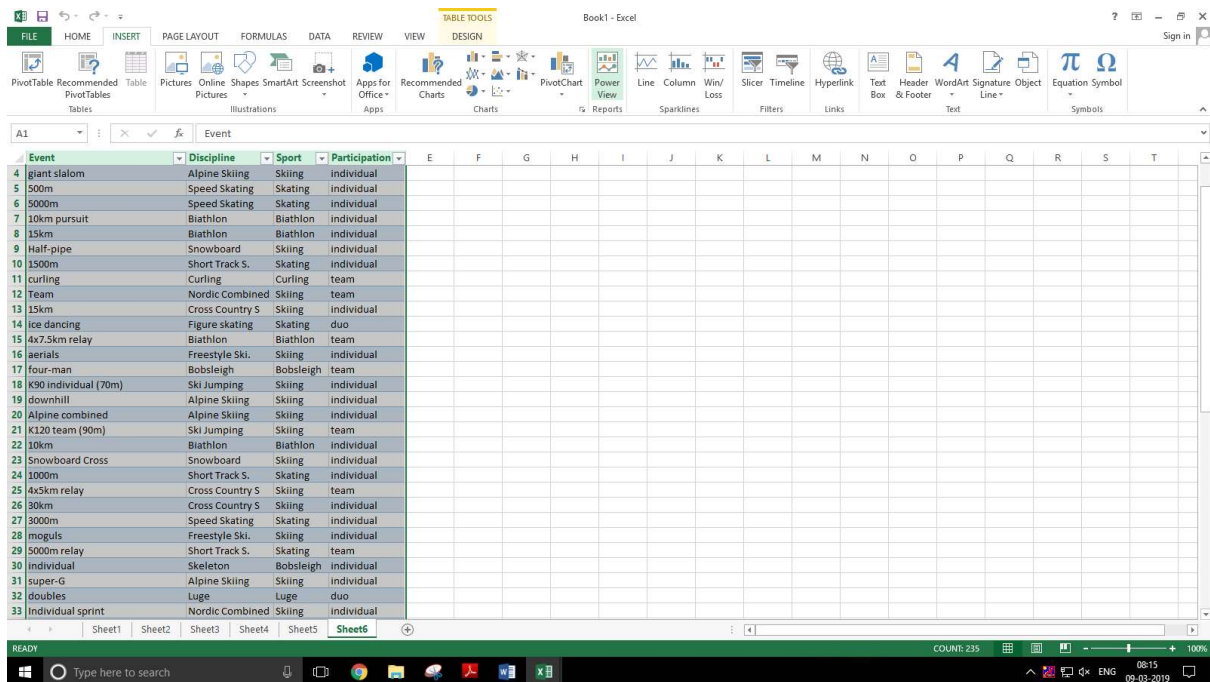 TABLE TOOLS
Book1 - Excel
?
FILE HOME INSERT PAGE LAYOUT FORMULAS DATA REVIEW VIEW DESIGN
Sign in
PivotTable Recommended PivotTables Table Pictures Online Pictures Shapes SmartArt Screenshot Apps for Office Recommended Charts PivotChart Power View Line Column Win/Loss Slicer Timeline Hyperlink Text Box Header & Footer WordArt Signature Line Object Equation Symbol
Tables Illustrations Apps Charts Reports Sparklines Filters Links Text Symbols
A1 fx Event
Event Discipline Sport Participation E F G H I J K L M N O P Q R S T
4 giant slalom Alpine Skiing Skiing individual
5 500m Speed Skating Skating individual
6 5000m Speed Skating Skating individual
7 10km pursuit Biathlon Biathlon individual
8 15km Biathlon Biathlon individual
9 Half-pipe Snowboard Skiing individual
10 1500m Short Track S. Skating individual
11 curling Curling Curling team
12 Team Nordic Combined Skiing team
13 15km Cross Country S Skiing individual
14 ice dancing Figure skating Skating duo
15 4x7.5km relay Biathlon Biathlon team
16 aerials Freestyle Ski. Skiing individual
17 four-man Bobsleigh Bobsleigh team
18 K90 individual (70m) Ski Jumping Skiing individual
19 downhill Alpine Skiing Skiing individual
20 Alpine combined Alpine Skiing Skiing individual
21 K120 team (90m) Ski Jumping Skiing team
22 10km Biathlon Biathlon individual
23 Snowboard Cross Snowboard Skiing individual
24 1000m Short Track S. Skating individual
25 4x5km relay Cross Country S Skiing team
26 30km Cross Country S Skiing individual
27 3000m Speed Skating Skating individual
28 moguls Freestyle Ski. Skiing individual
29 5000m relay Short Track S. Skating team
30 individual Skeleton Bobsleigh individual
31 super-G Alpine Skiing Skiing individual
32 doubles Luge Luge duo
33 Individual sprint Nordic Combined Skiing individual
Sheet1 Sheet2 Sheet3 Sheet4 Sheet5 Sheet6
READY COUNT: 235 100%
Type here to search ENG 08:15
09-03-2019